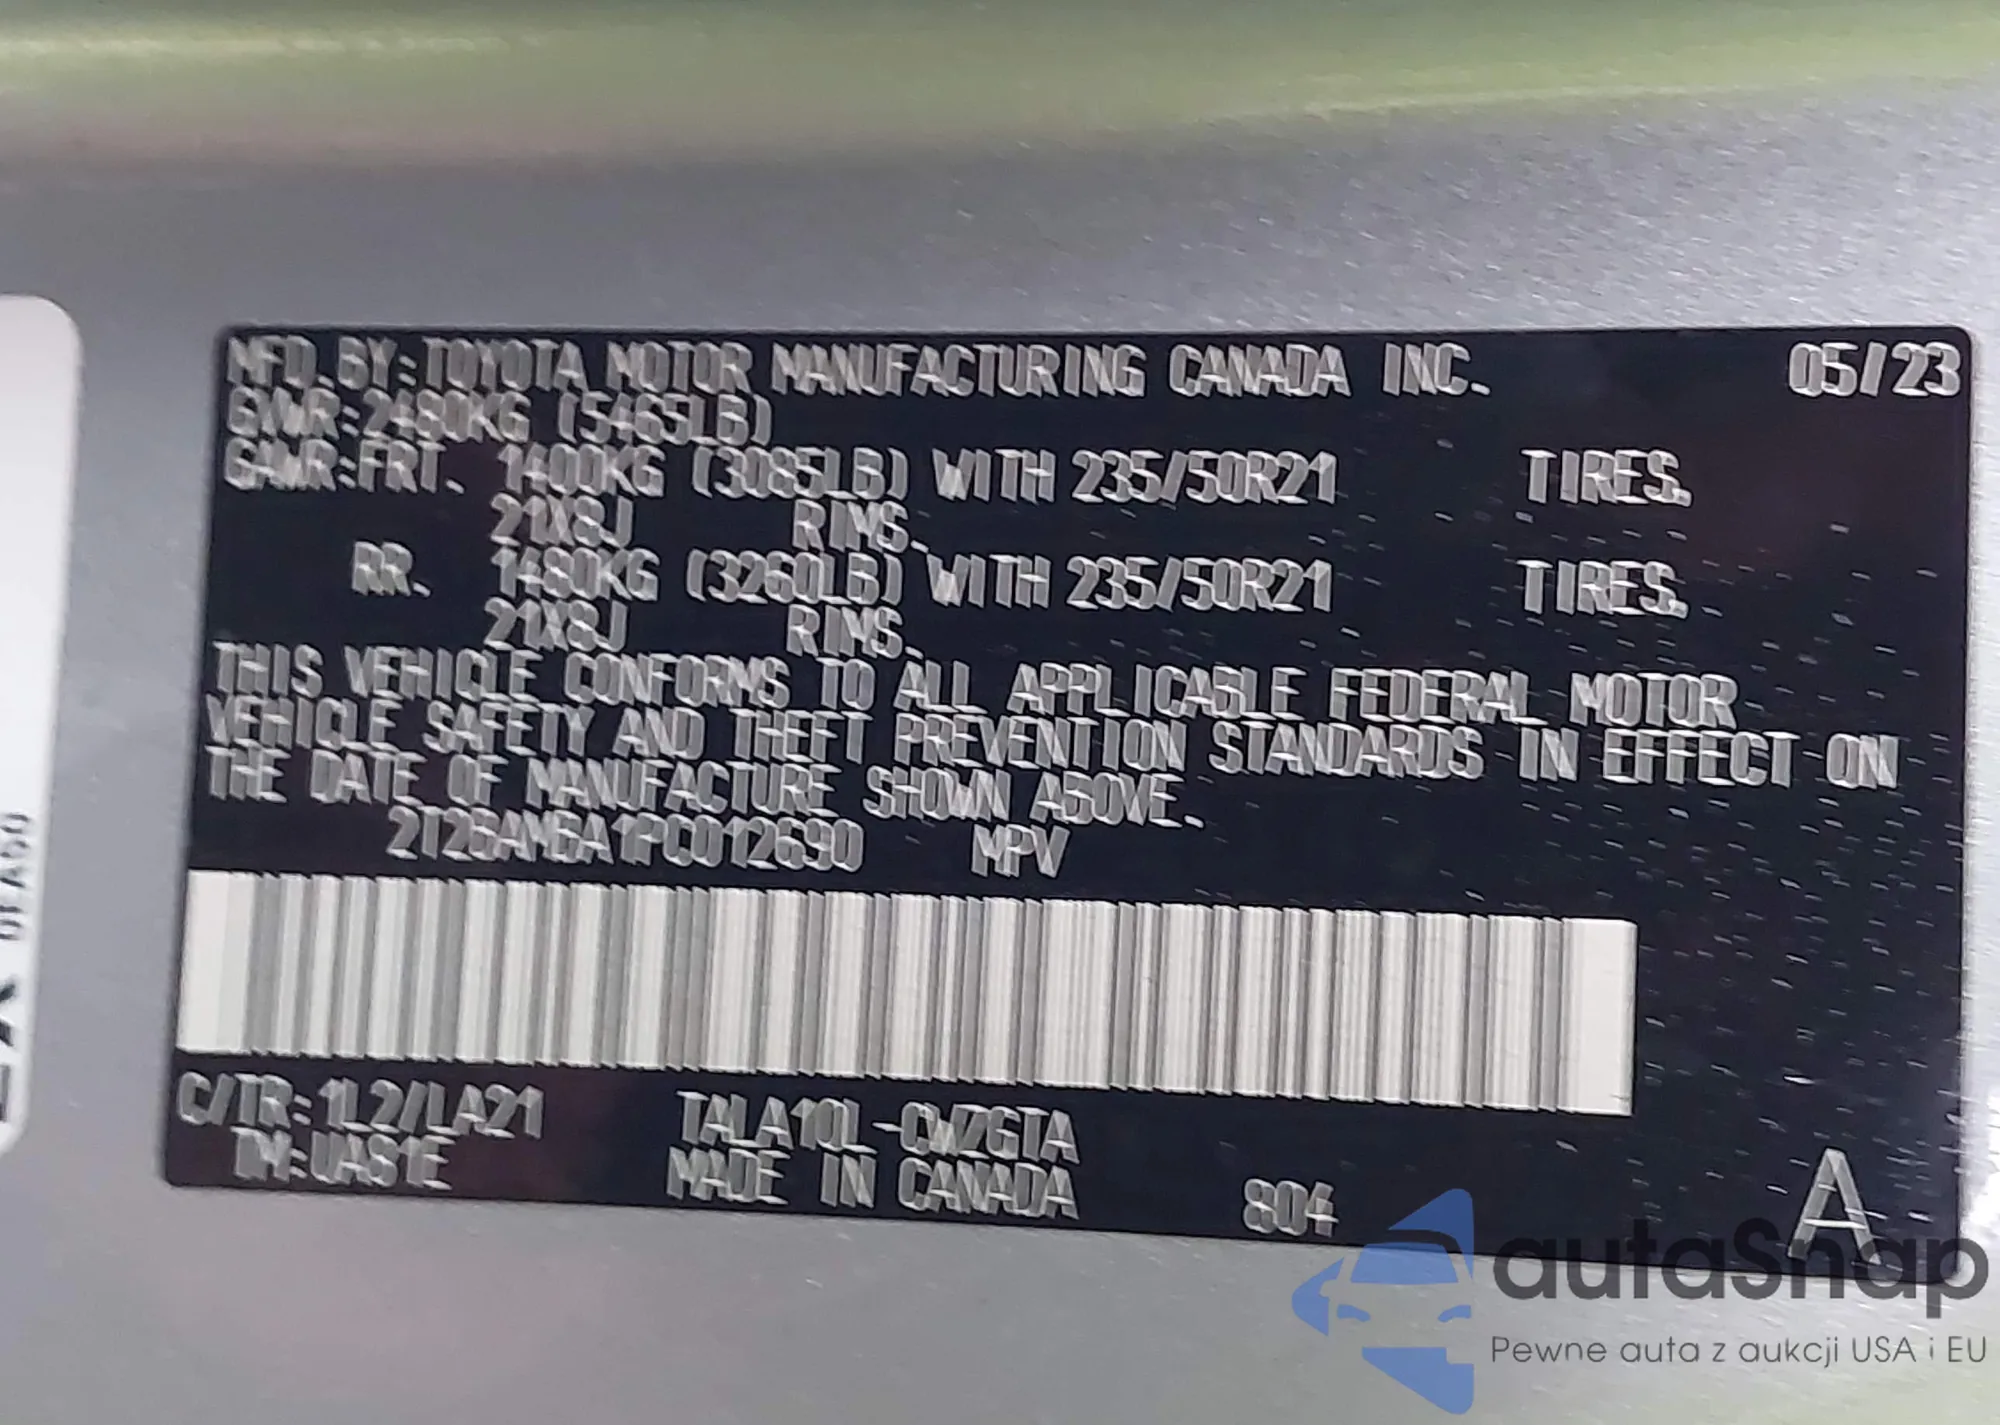 MFD.BY:TOYOTA MOTOR MANUFACTURING CANADA INC. 05/23
GVWR:2480KG (5465LB)
GAWR:FRT. 1400KG (3085LB) WITH 235/50R21 TIRES.
21X8J RIMS.
RR. 1480KG (3260LB) WITH 235/50R21 TIRES.
21X8J RIMS.
THIS VEHICLE CONFORMS TO ALL APPLICABLE FEDERAL MOTOR
VEHICLE SAFETY AND THEFT PREVENTION STANDARDS IN EFFECT ON
THE DATE OF MANUFACTURE SHOWN ABOVE.
2T2BAMBA1PC012690 MPV
C/TR:1L2/LA21 TALA10L-CWZGTA
TM:UA81E MADE IN CANADA 804 A
autaSnap
Pewne auta z aukcji USA i EU